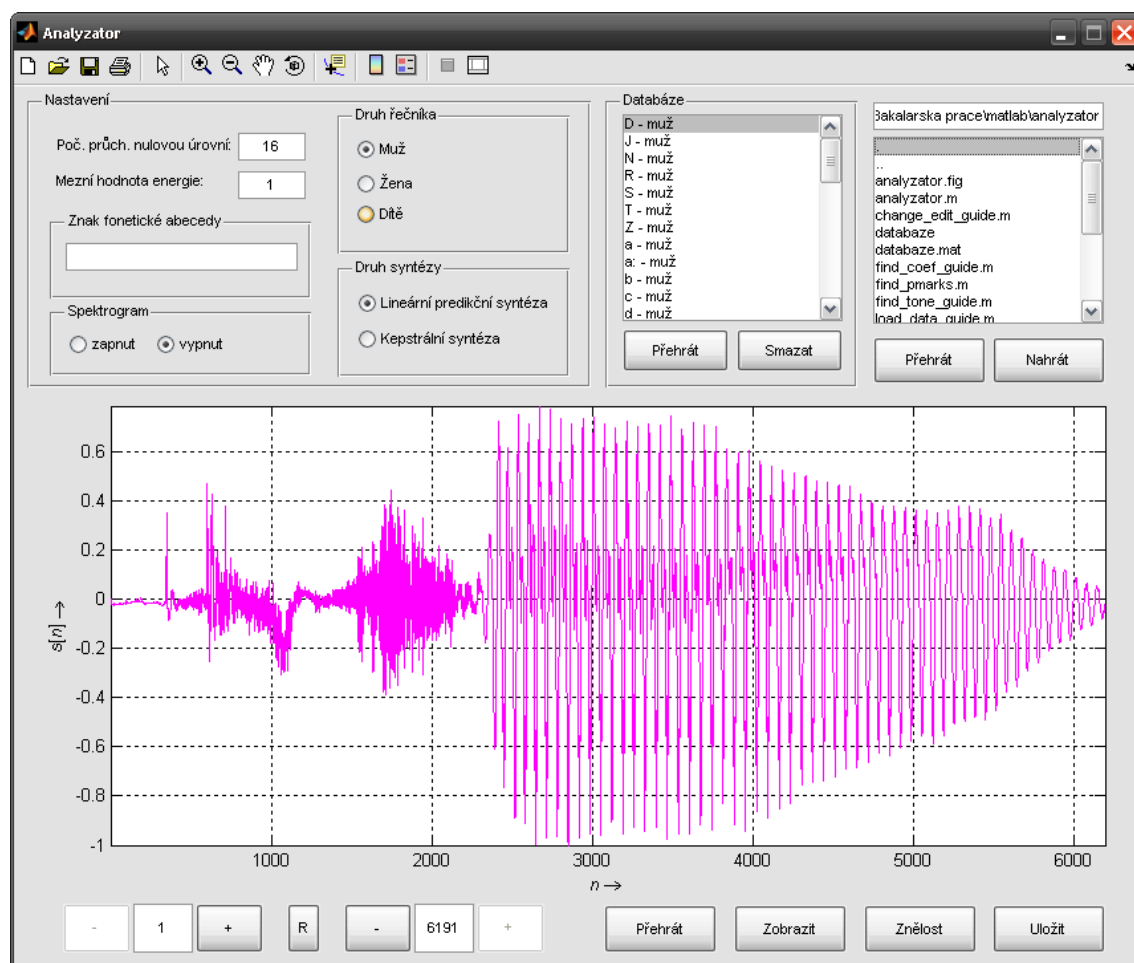 Analyzator
Nastavení
Poč. průch. nulovou úrovní:
16
Mezní hodnota energie:
1
Znak fonetické abecedy
Spektrogram
zapnut
vypnut
Druh řečníka
Muž
Žena
Dítě
Druh syntézy
Lineární predikční syntéza
Kepstrální syntéza
Databáze
D - muž
J - muž
N - muž
R - muž
S - muž
T - muž
Z - muž
a - muž
a: - muž
b - muž
c - muž
d - muž
Přehrát
Smazat
Bakalarska prace\matlab\analyzator
.
..
analyzator.fig
analyzator.m
change_edit_guide.m
databaze
databaze.mat
find_coef_guide.m
find_pmarks.m
find_tone_guide.m
load_data_guide.m
Přehrát
Nahrát
0.6
0.4
0.2
0
-0.2
-0.4
-0.6
-0.8
-1
s[n] →
1000
2000
3000
4000
5000
6000
n →
-
1
+
R
-
6191
+
Přehrát
Zobrazit
Znělost
Uložit